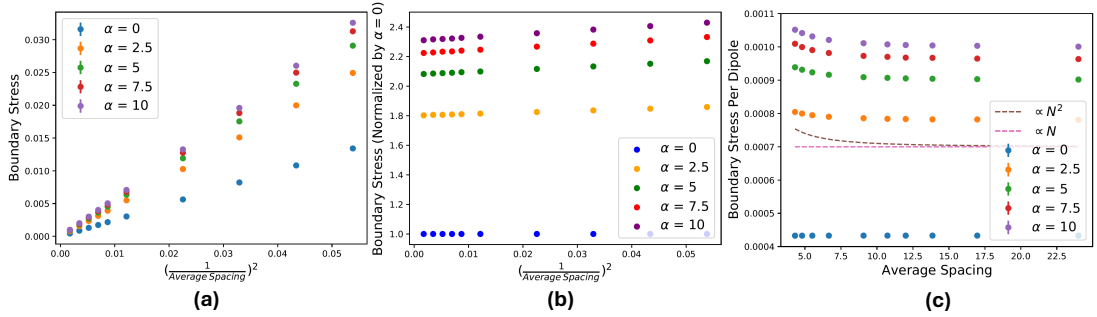 Boundary Stress
0.030
0.025
0.020
0.015
0.010
0.005
0.000
α = 0
α = 2.5
α = 5
α = 7.5
α = 10
0.00 0.01 0.02 0.03 0.04 0.05
(1/Average Spacing)²
(a)
Boundary Stress (Normalized by α = 0)
2.4
2.2
2.0
1.8
1.6
1.4
1.2
1.0
α = 0
α = 2.5
α = 5
α = 7.5
α = 10
0.00 0.01 0.02 0.03 0.04 0.05
(1/Average Spacing)²
(b)
Boundary Stress Per Dipole
0.0011
0.0010
0.0009
0.0008
0.0007
0.0006
0.0005
0.0004
∝ N²
∝ N
α = 0
α = 2.5
α = 5
α = 7.5
α = 10
5.0 7.5 10.0 12.5 15.0 17.5 20.0 22.5
Average Spacing
(c)